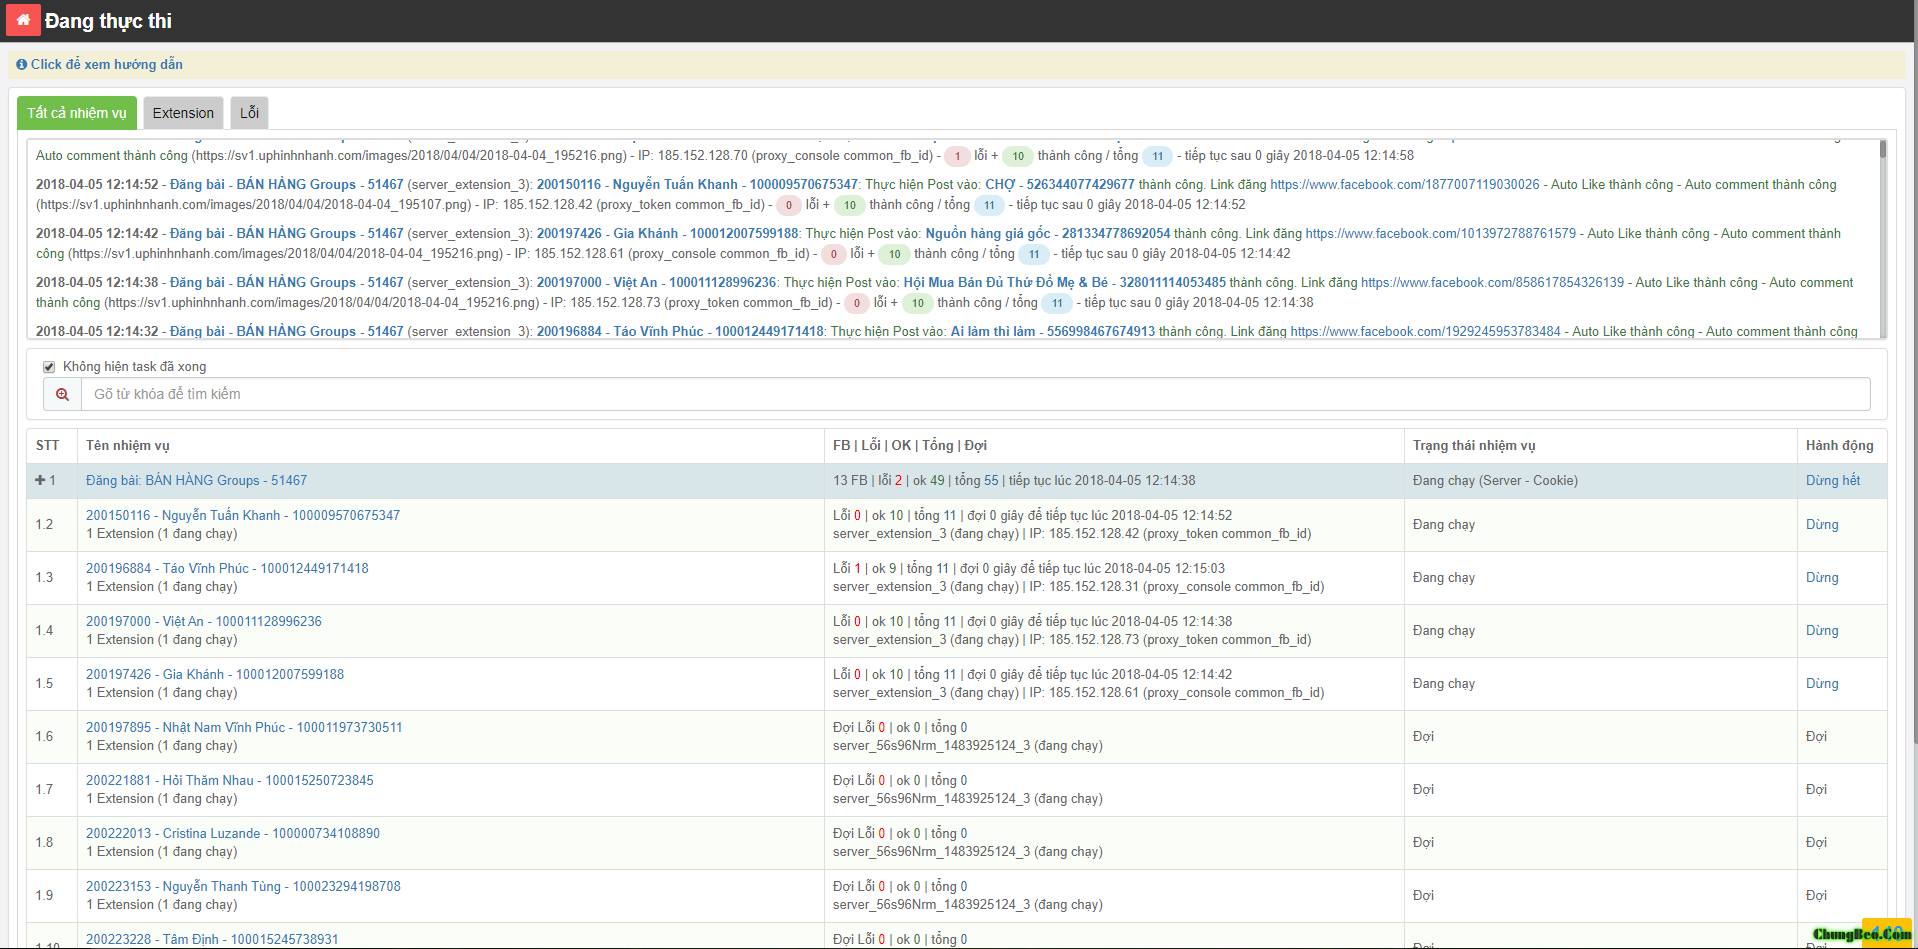 Đang thực thi
Click để xem hướng dẫn
Tất cả nhiệm vụ
Extension
Lỗi
Auto comment thành công (https://sv1.uphinhnhanh.com/images/2018/04/04/2018-04-04_195216.png) - IP: 185.152.128.70 (proxy_console common_fb_id) - 1 lỗi + 10 thành công / tổng 11 - tiếp tục sau 0 giây 2018-04-05 12:14:58
2018-04-05 12:14:52 - Đăng bài - BÁN HÀNG Groups - 51467 (server_extension_3): 200150116 - Nguyễn Tuấn Khanh - 100009570675347: Thực hiện Post vào: CHỢ - 526344077429677 thành công. Link đăng https://www.facebook.com/1877007119030026 - Auto Like thành công - Auto comment thành công
(https://sv1.uphinhnhanh.com/images/2018/04/04/2018-04-04_195107.png) - IP: 185.152.128.42 (proxy_token common_fb_id) - 0 lỗi + 10 thành công / tổng 11 - tiếp tục sau 0 giây 2018-04-05 12:14:52
2018-04-05 12:14:42 - Đăng bài - BÁN HÀNG Groups - 51467 (server_extension_3): 200197426 - Gia Khánh - 100012007599188: Thực hiện Post vào: Nguồn hàng giá gốc - 281334778692054 thành công. Link đăng https://www.facebook.com/1013972788761579 - Auto Like thành công - Auto comment thành
công (https://sv1.uphinhnhanh.com/images/2018/04/04/2018-04-04_195216.png) - IP: 185.152.128.61 (proxy_console common_fb_id) - 0 lỗi + 10 thành công / tổng 11 - tiếp tục sau 0 giây 2018-04-05 12:14:42
2018-04-05 12:14:38 - Đăng bài - BÁN HÀNG Groups - 51467 (server_extension_3): 200197000 - Việt An - 100011128996236: Thực hiện Post vào: Hội Mua Bán Đủ Thứ Đồ Mẹ & Bé - 328011114053485 thành công. Link đăng https://www.facebook.com/858617854326139 - Auto Like thành công - Auto comment
thành công (https://sv1.uphinhnhanh.com/images/2018/04/04/2018-04-04_195216.png) - IP: 185.152.128.73 (proxy_token common_fb_id) - 0 lỗi + 10 thành công / tổng 11 - tiếp tục sau 0 giây 2018-04-05 12:14:38
2018-04-05 12:14:32 - Đăng bài - BÁN HÀNG Groups - 51467 (server_extension_3): 200196884 - Táo Vĩnh Phúc - 100012449171418: Thực hiện Post vào: Ai làm thì làm - 556998467674913 thành công. Link đăng https://www.facebook.com/1929245953783484 - Auto Like thành công - Auto comment thành công
Không hiện task đã xong
Gõ từ khóa để tìm kiếm
STT Tên nhiệm vụ FB | Lỗi | OK | Tổng | Đợi Trạng thái nhiệm vụ Hành động
1 Đăng bài: BÁN HÀNG Groups - 51467 13 FB | lỗi 2 | ok 49 | tổng 55 | tiếp tục lúc 2018-04-05 12:14:38 Đang chạy (Server - Cookie) Dừng hết
1.2 200150116 - Nguyễn Tuấn Khanh - 100009570675347 Lỗi 0 | ok 10 | tổng 11 | đợi 0 giây để tiếp tục lúc 2018-04-05 12:14:52 Đang chạy Dừng
1 Extension (1 đang chạy) server_extension_3 (đang chạy) | IP: 185.152.128.42 (proxy_token common_fb_id)
1.3 200196884 - Táo Vĩnh Phúc - 100012449171418 Lỗi 1 | ok 9 | tổng 11 | đợi 0 giây để tiếp tục lúc 2018-04-05 12:15:03 Đang chạy Dừng
1 Extension (1 đang chạy) server_extension_3 (đang chạy) | IP: 185.152.128.31 (proxy_console common_fb_id)
1.4 200197000 - Việt An - 100011128996236 Lỗi 0 | ok 10 | tổng 11 | đợi 0 giây để tiếp tục lúc 2018-04-05 12:14:38 Đang chạy Dừng
1 Extension (1 đang chạy) server_extension_3 (đang chạy) | IP: 185.152.128.73 (proxy_token common_fb_id)
1.5 200197426 - Gia Khánh - 100012007599188 Lỗi 0 | ok 10 | tổng 11 | đợi 0 giây để tiếp tục lúc 2018-04-05 12:14:42 Đang chạy Dừng
1 Extension (1 đang chạy) server_extension_3 (đang chạy) | IP: 185.152.128.61 (proxy_console common_fb_id)
1.6 200197895 - Nhật Nam Vĩnh Phúc - 100011973730511 Đợi Lỗi 0 | ok 0 | tổng 0 Đợi Đợi
1 Extension (1 đang chạy) server_56s96Nrm_1483925124_3 (đang chạy)
1.7 200221881 - Hỏi Thăm Nhau - 100015250723845 Đợi Lỗi 0 | ok 0 | tổng 0 Đợi Đợi
1 Extension (1 đang chạy) server_56s96Nrm_1483925124_3 (đang chạy)
1.8 200222013 - Cristina Luzande - 100000734108890 Đợi Lỗi 0 | ok 0 | tổng 0 Đợi Đợi
1 Extension (1 đang chạy) server_56s96Nrm_1483925124_3 (đang chạy)
1.9 200223153 - Nguyễn Thanh Tùng - 100023294198708 Đợi Lỗi 0 | ok 0 | tổng 0 Đợi Đợi
1 Extension (1 đang chạy) server_56s96Nrm_1483925124_3 (đang chạy)
1.10 200223228 - Tâm Định - 100015245738931 Đợi Lỗi 0 | ok 0 | tổng 0 Đợi
ChungBeo.Com